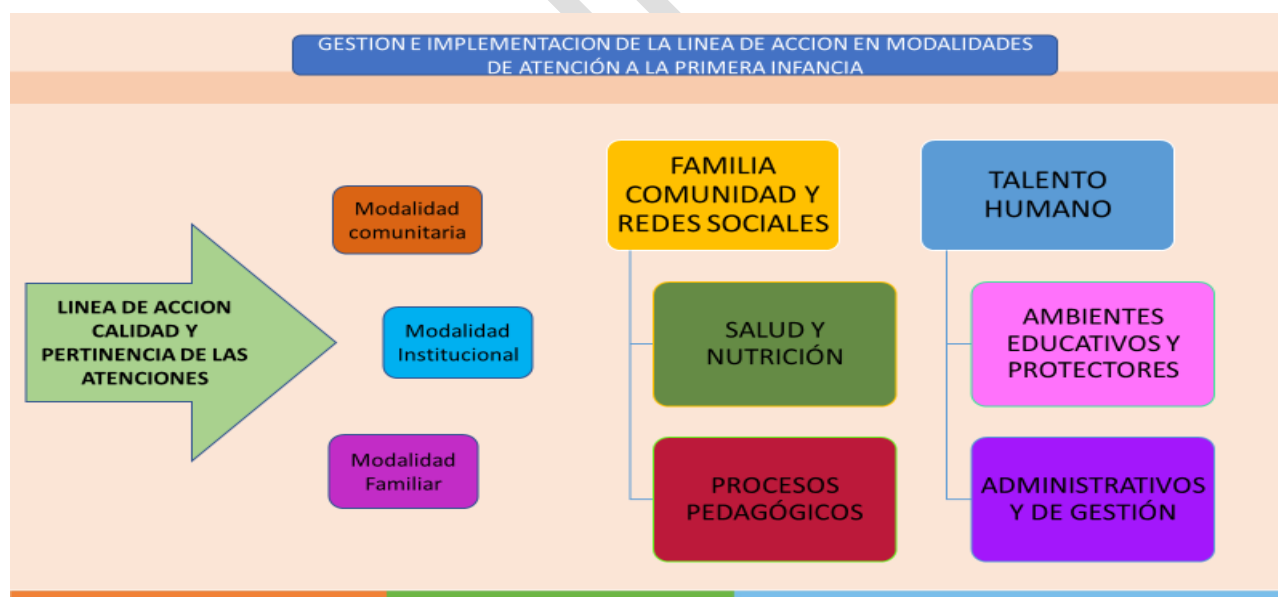 GESTION E IMPLEMENTACION DE LA LINEA DE ACCION EN MODALIDADES
DE ATENCIÓN A LA PRIMERA INFANCIA
LINEA DE ACCION
CALIDAD Y
PERTINENCIA DE LAS
ATENCIONES
Modalidad
comunitaria
Modalidad
Institucional
Modalidad
Familiar
FAMILIA
COMUNIDAD Y
REDES SOCIALES
SALUD Y
NUTRICIÓN
PROCESOS
PEDAGÓGICOS
TALENTO
HUMANO
AMBIENTES
EDUCATIVOS Y
PROTECTORES
ADMINISTRATIVOS
Y DE GESTIÓN